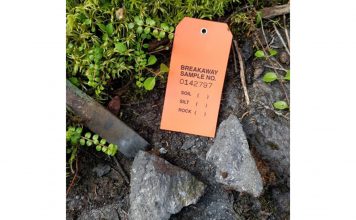 BREAKAWAY
SAMPLE NO.
0142797
SOIL ( )
SILT ( )
ROCK ( )